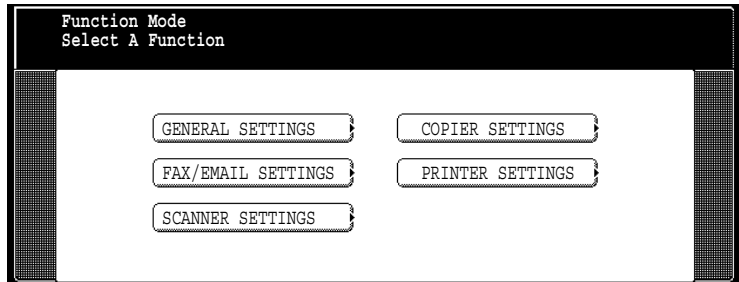 Function Mode
Select A Function
GENERAL SETTINGS
COPIER SETTINGS
FAX/EMAIL SETTINGS
PRINTER SETTINGS
SCANNER SETTINGS